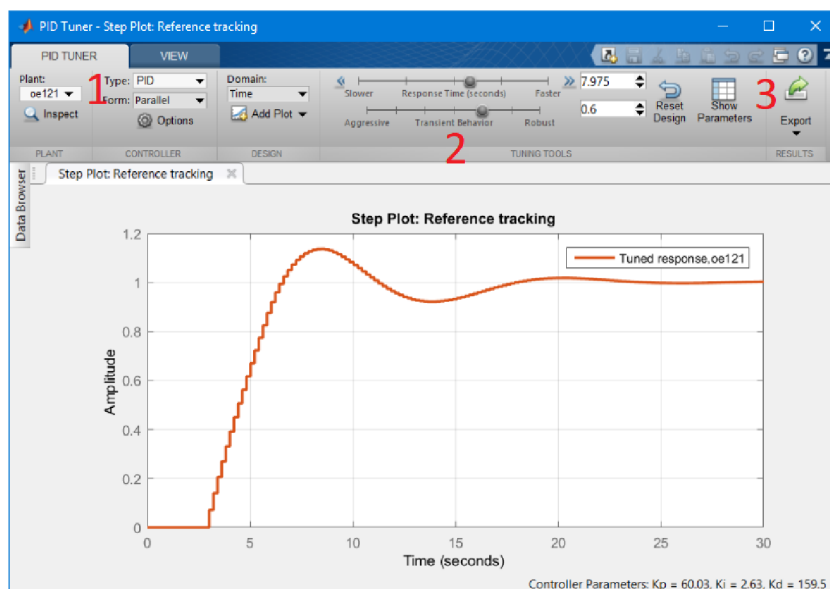 PID Tuner - Step Plot: Reference tracking
PID TUNER
VIEW
Plant:
oe121
Inspect
PLANT
1
Type: PID
Form: Parallel
Options
CONTROLLER
Domain:
Time
Add Plot
DESIGN
Slower Response Time (seconds) Faster
7.975
Aggressive Transient Behavior Robust
0.6
2
Reset
Design
Show
Parameters
TUNING TOOLS
3
Export
RESULTS
Data Browser
Step Plot: Reference tracking
Step Plot: Reference tracking
Tuned response.oe121
Amplitude
1.2
1
0.8
0.6
0.4
0.2
0
0 5 10 15 20 25 30
Time (seconds)
Controller Parameters: Kp = 60.03, Ki = 2.63, Kd = 159.5